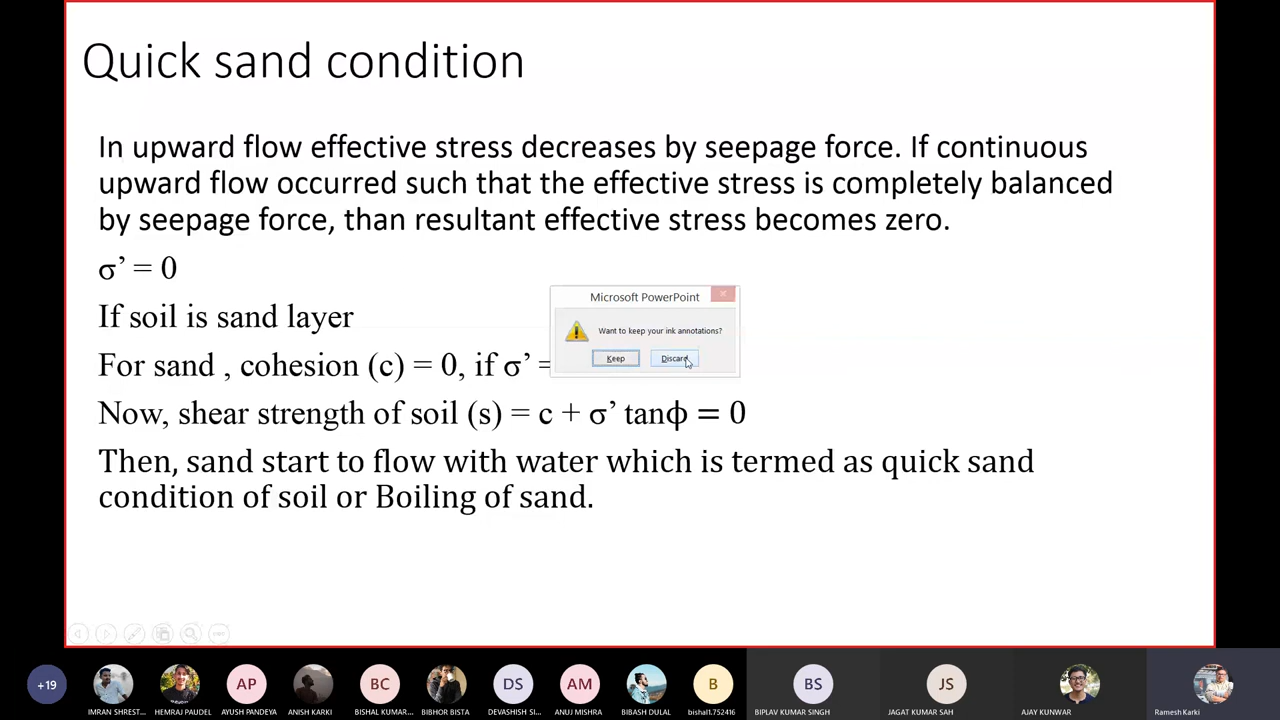 Quick sand condition
In upward flow effective stress decreases by seepage force. If continuous
upward flow occurred such that the effective stress is completely balanced
by seepage force, than resultant effective stress becomes zero.
σ’ = 0
If soil is sand layer
For sand , cohesion (c) = 0, if σ’ =
Microsoft PowerPoint
Want to keep your ink annotations?
Keep Discard
Now, shear strength of soil (s) = c + σ’ tanϕ = 0
Then, sand start to flow with water which is termed as quick sand
condition of soil or Boiling of sand.
+19
AP
BC
DS
AM
B
BS
JS
IMRAN SHREST...
HEMRAJ PAUDEL
AYUSH PANDEYA
ANISH KARKI
BISHAL KUMAR...
BIBHOR BISTA
DEVASHISH SI...
ANUJ MISHRA
BIBASH DULAL
bishal1.752416
BIPLAV KUMAR SINGH
JAGAT KUMAR SAH
AJAY KUNWAR
Ramesh Karki